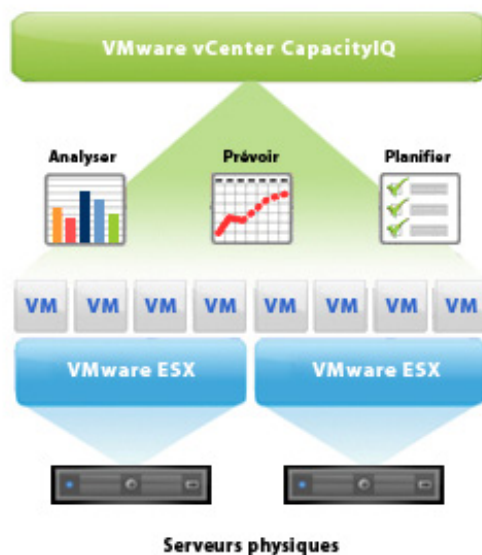 VMware vCenter CapacityIQ
Analyser Prévoir Planifier
VM VM VM VM VM VM VM VM
VMware ESX VMware ESX
Serveurs physiques